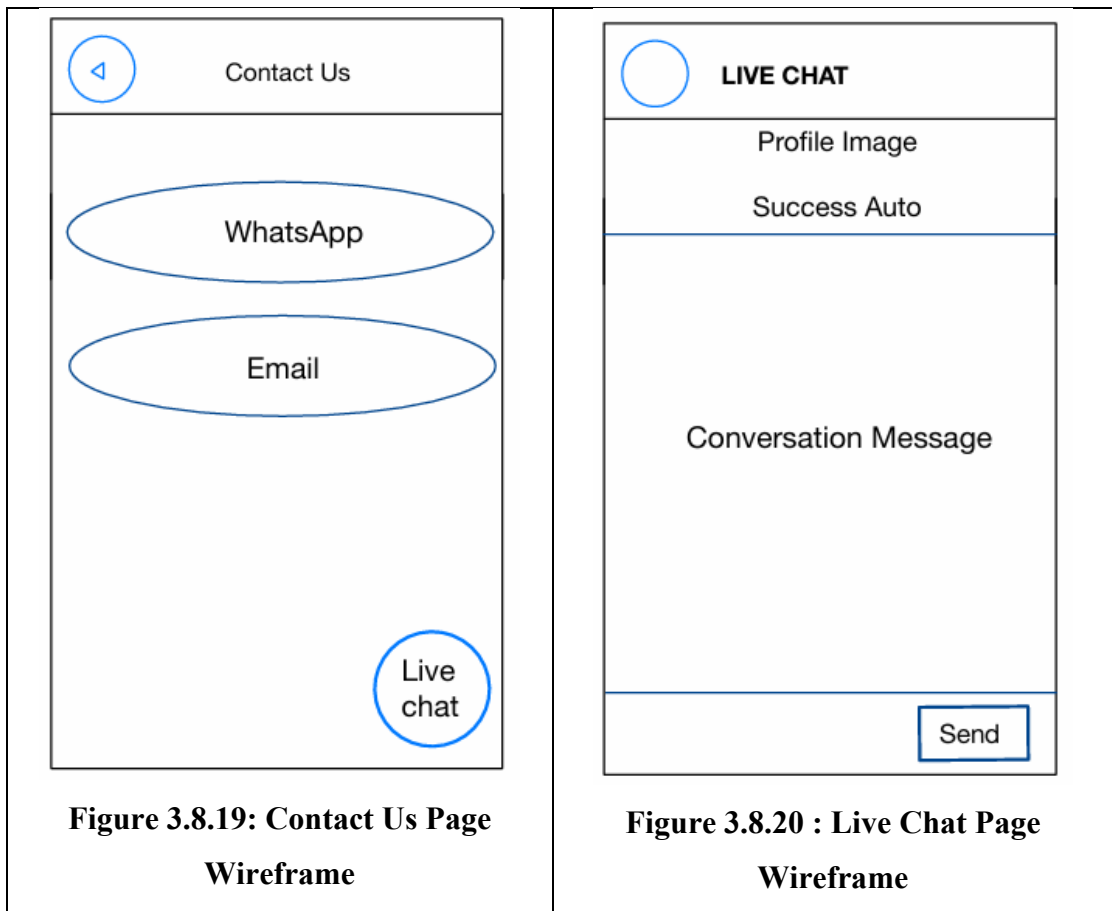 Contact Us
WhatsApp
Email
Live
chat
Figure 3.8.19: Contact Us Page
Wireframe
LIVE CHAT
Profile Image
Success Auto
Conversation Message
Send
Figure 3.8.20 : Live Chat Page
Wireframe